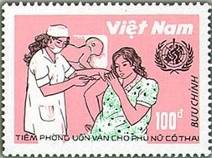 Việt Nam
100đ
BƯU CHÍNH
TIÊM PHÒNG UỐN VÁN CHO PHỤ NỮ CÓ THAI